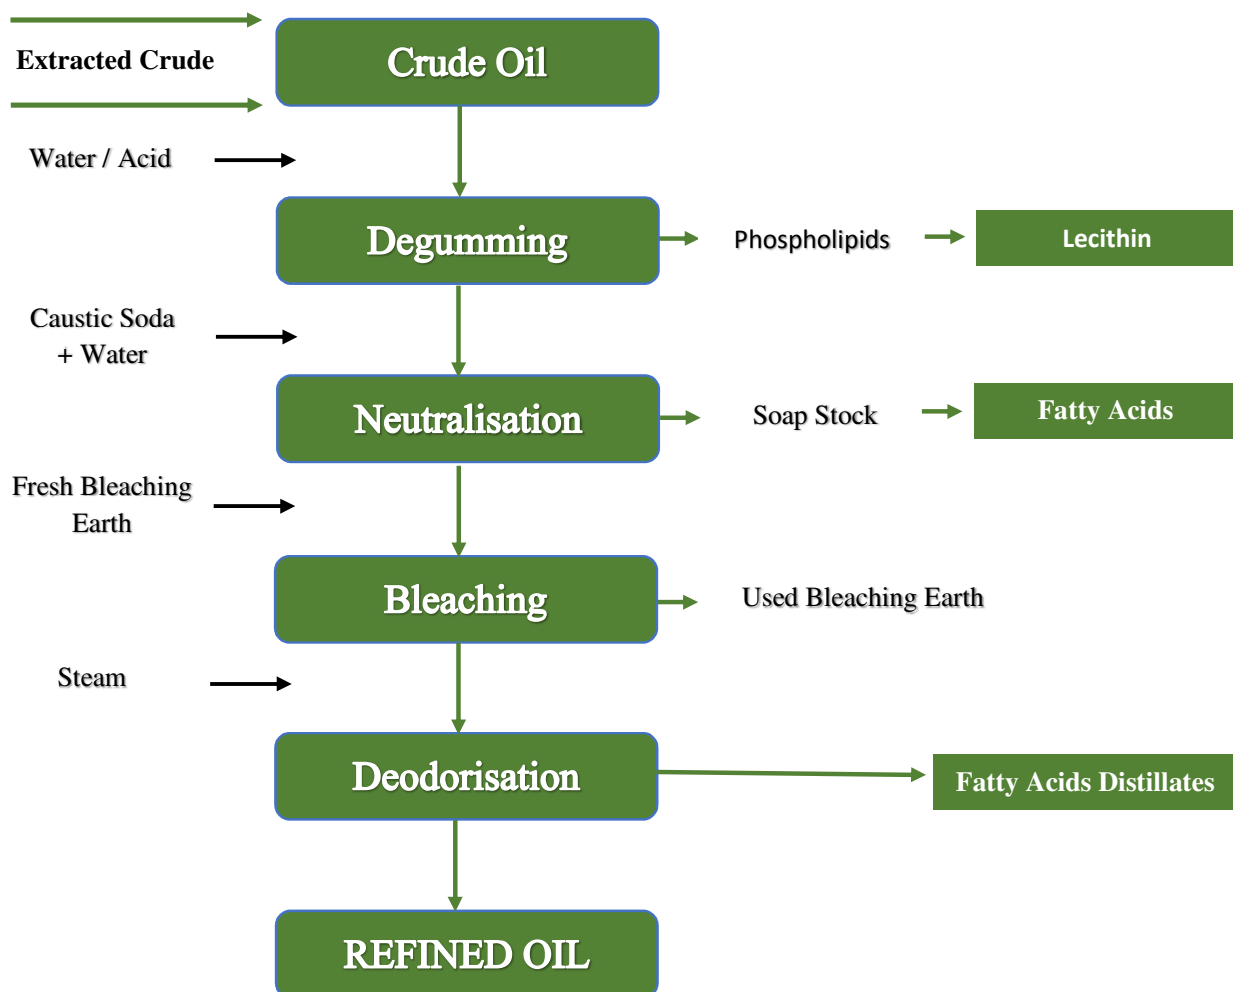 Extracted Crude
Crude Oil
Water / Acid
Degumming
Phospholipids
Lecithin
Caustic Soda
+ Water
Neutralisation
Soap Stock
Fatty Acids
Fresh Bleaching
Earth
Bleaching
Used Bleaching Earth
Steam
Deodorisation
Fatty Acids Distillates
REFINED OIL